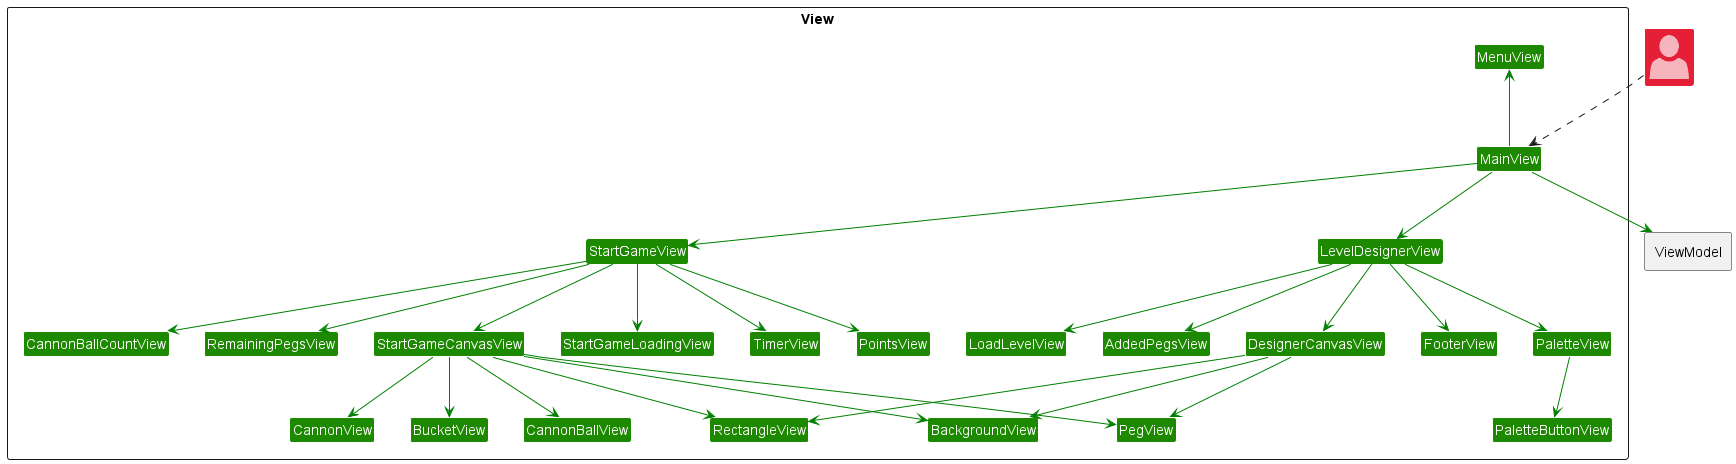 View
MenuView
MainView
StartGameView
LevelDesignerView
ViewModel
CannonBallCountView
RemainingPegsView
StartGameCanvasView
StartGameLoadingView
TimerView
PointsView
LoadLevelView
AddedPegsView
DesignerCanvasView
FooterView
PaletteView
CannonView
BucketView
CannonBallView
RectangleView
BackgroundView
PegView
PaletteButtonView